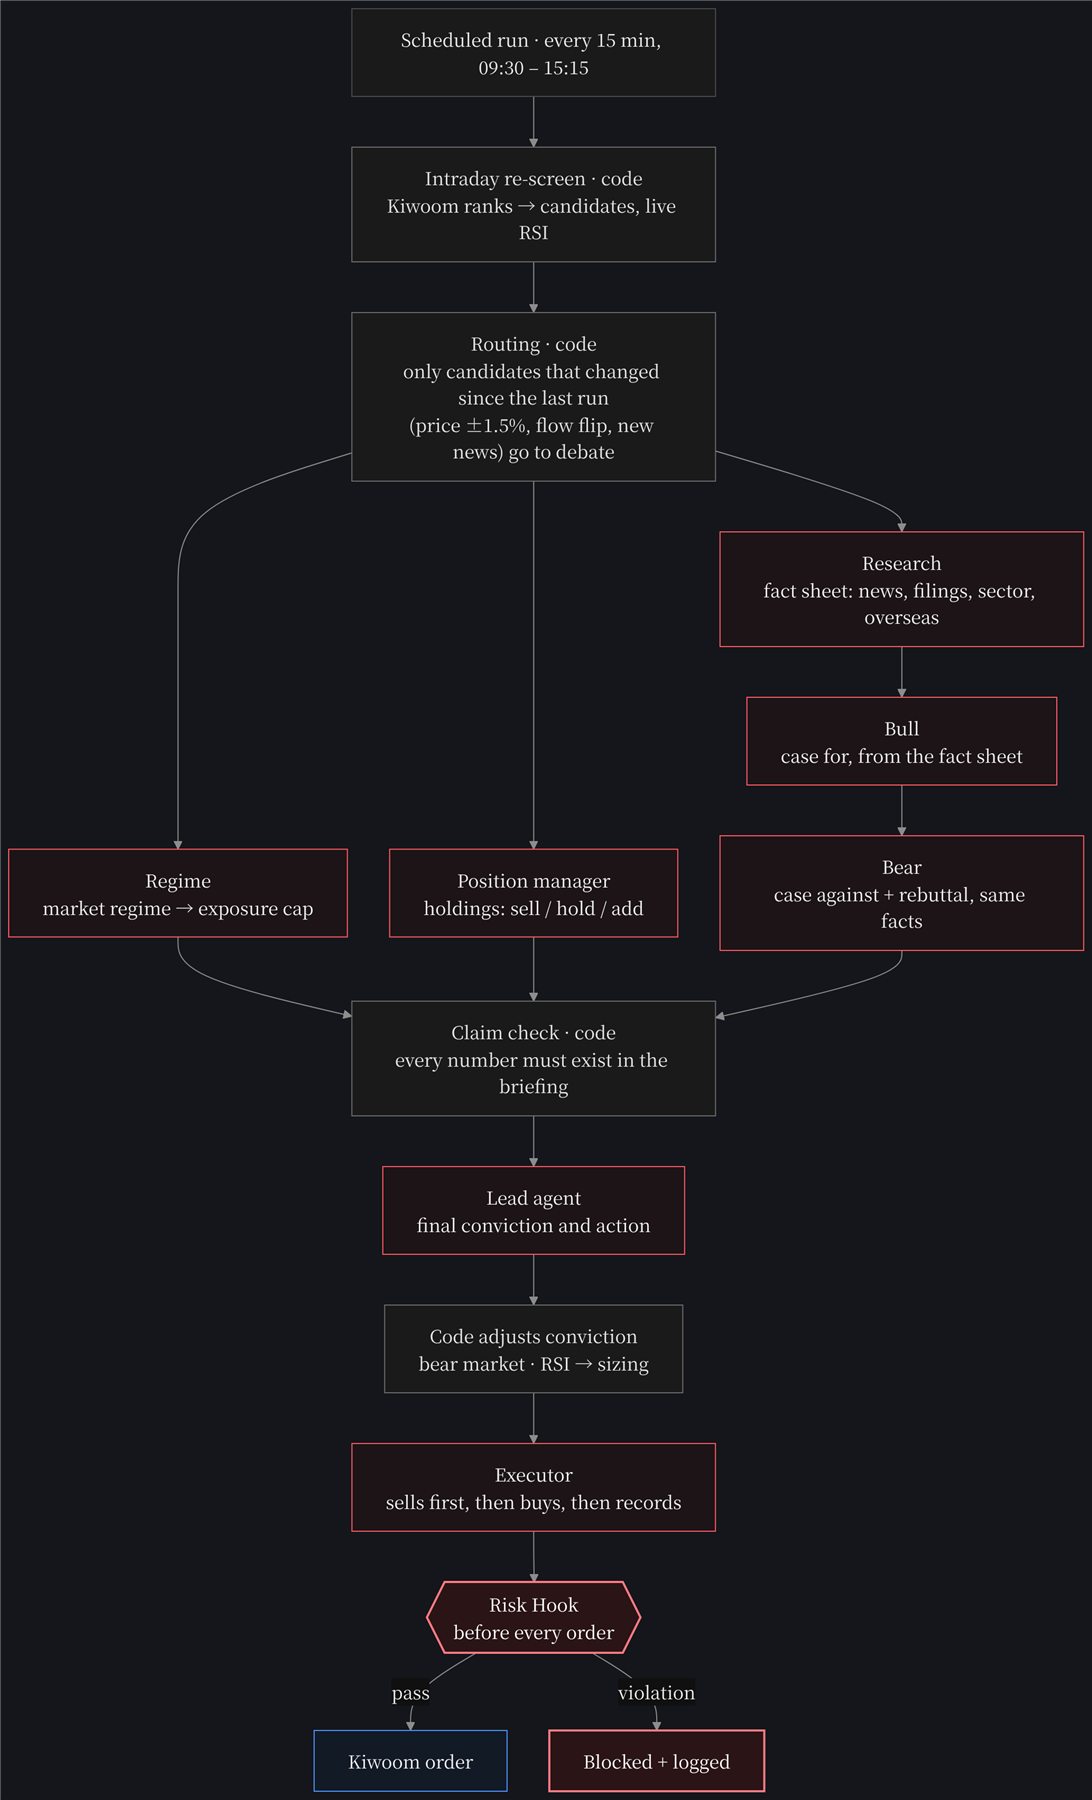 Scheduled run · every 15 min,
09:30 – 15:15
Intraday re-screen · code
Kiwoom ranks → candidates, live
RSI
Routing · code
only candidates that changed
since the last run
(price ±1.5%, flow flip, new
news) go to debate
Research
fact sheet: news, filings, sector,
overseas
Bull
case for, from the fact sheet
Regime
market regime → exposure cap
Position manager
holdings: sell / hold / add
Bear
case against + rebuttal, same
facts
Claim check · code
every number must exist in the
briefing
Lead agent
final conviction and action
Code adjusts conviction
bear market · RSI → sizing
Executor
sells first, then buys, then records
Risk Hook
before every order
pass
violation
Kiwoom order
Blocked + logged